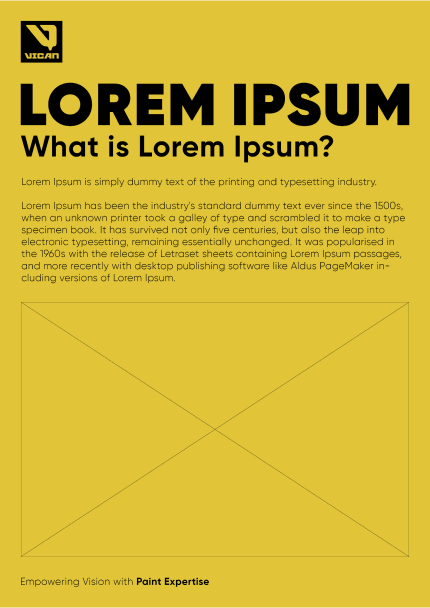 VICAN
LOREM IPSUM
What is Lorem Ipsum?
Lorem Ipsum is simply dummy text of the printing and typesetting industry.
Lorem Ipsum has been the industry's standard dummy text ever since the 1500s,
when an unknown printer took a galley of type and scrambled it to make a type
specimen book. It has survived not only five centuries, but also the leap into
electronic typesetting, remaining essentially unchanged. It was popularised in
the 1960s with the release of Letraset sheets containing Lorem Ipsum passages,
and more recently with desktop publishing software like Aldus PageMaker in-
cluding versions of Lorem Ipsum.
Empowering Vision with Paint Expertise